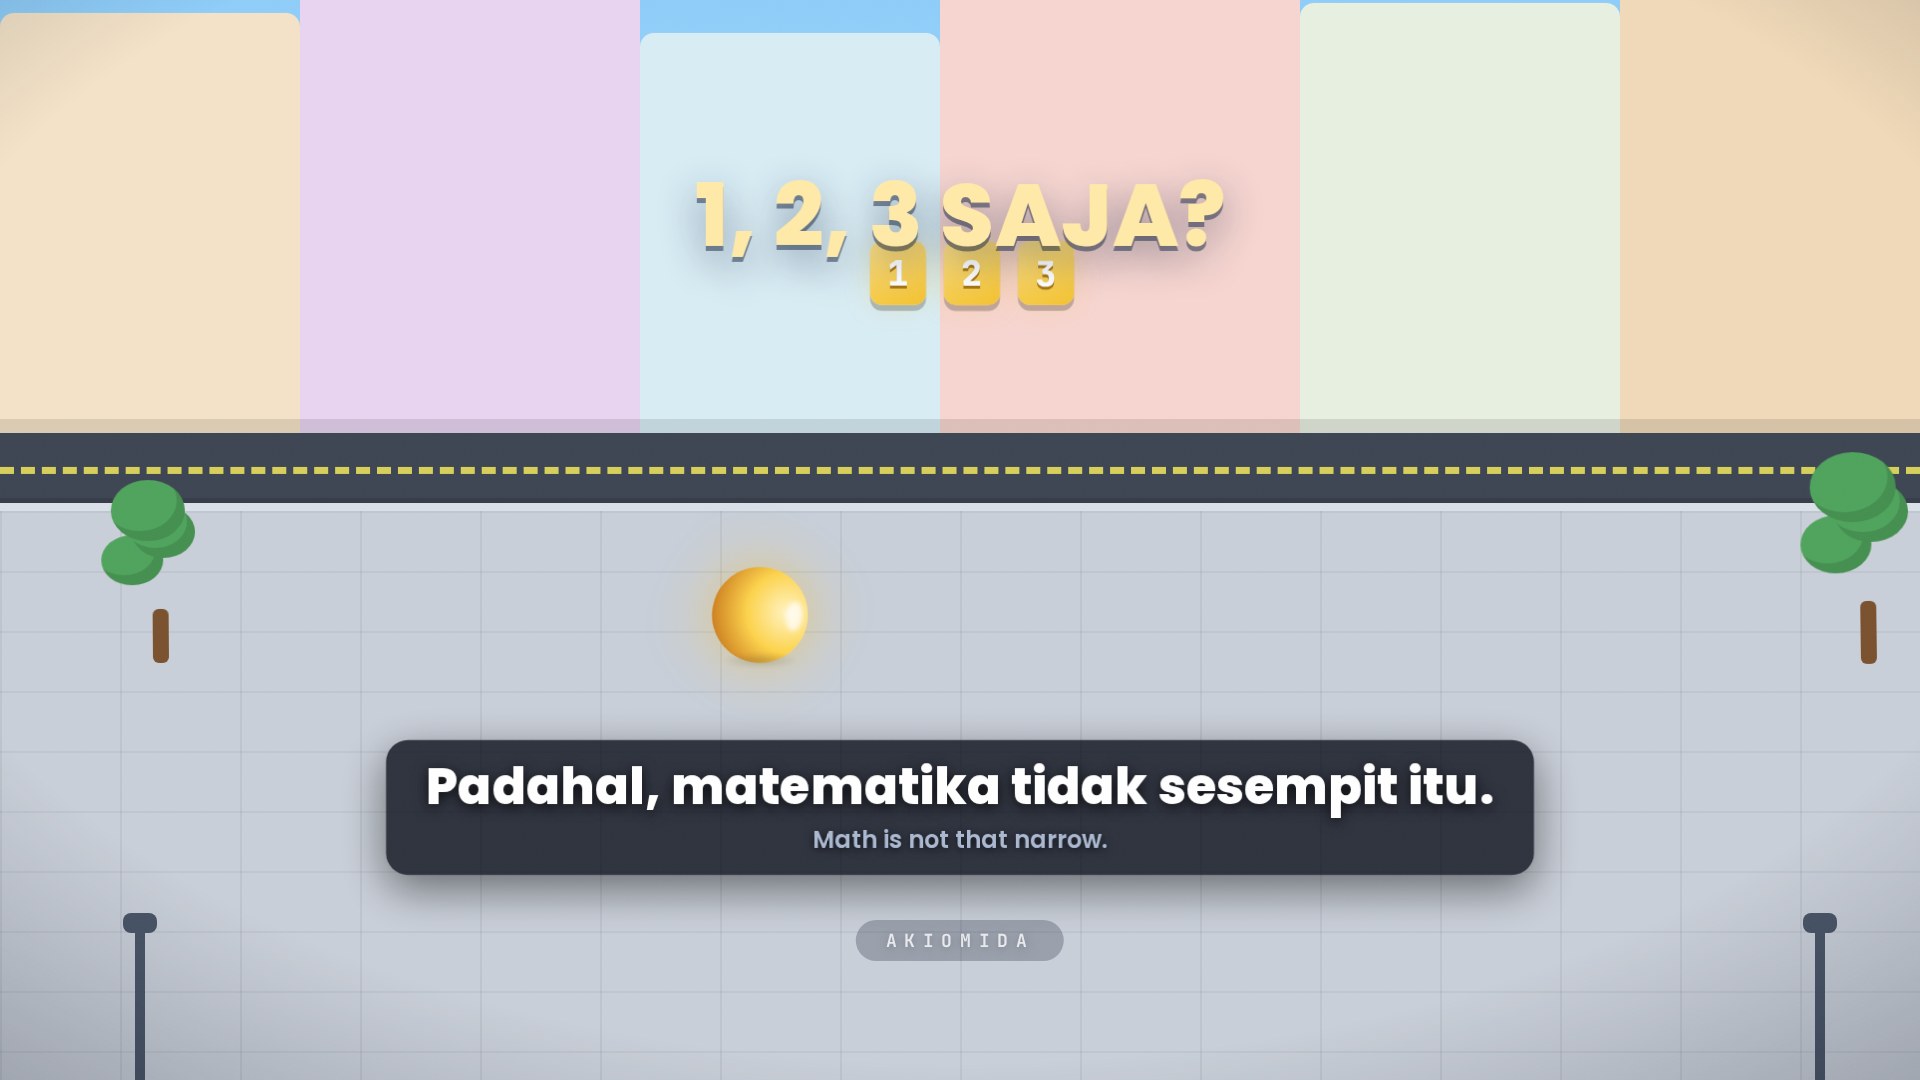 1, 2, 3 SAJA?
1 2 3
Padahal, matematika tidak sesempit itu.
Math is not that narrow.
AKIOMIDA